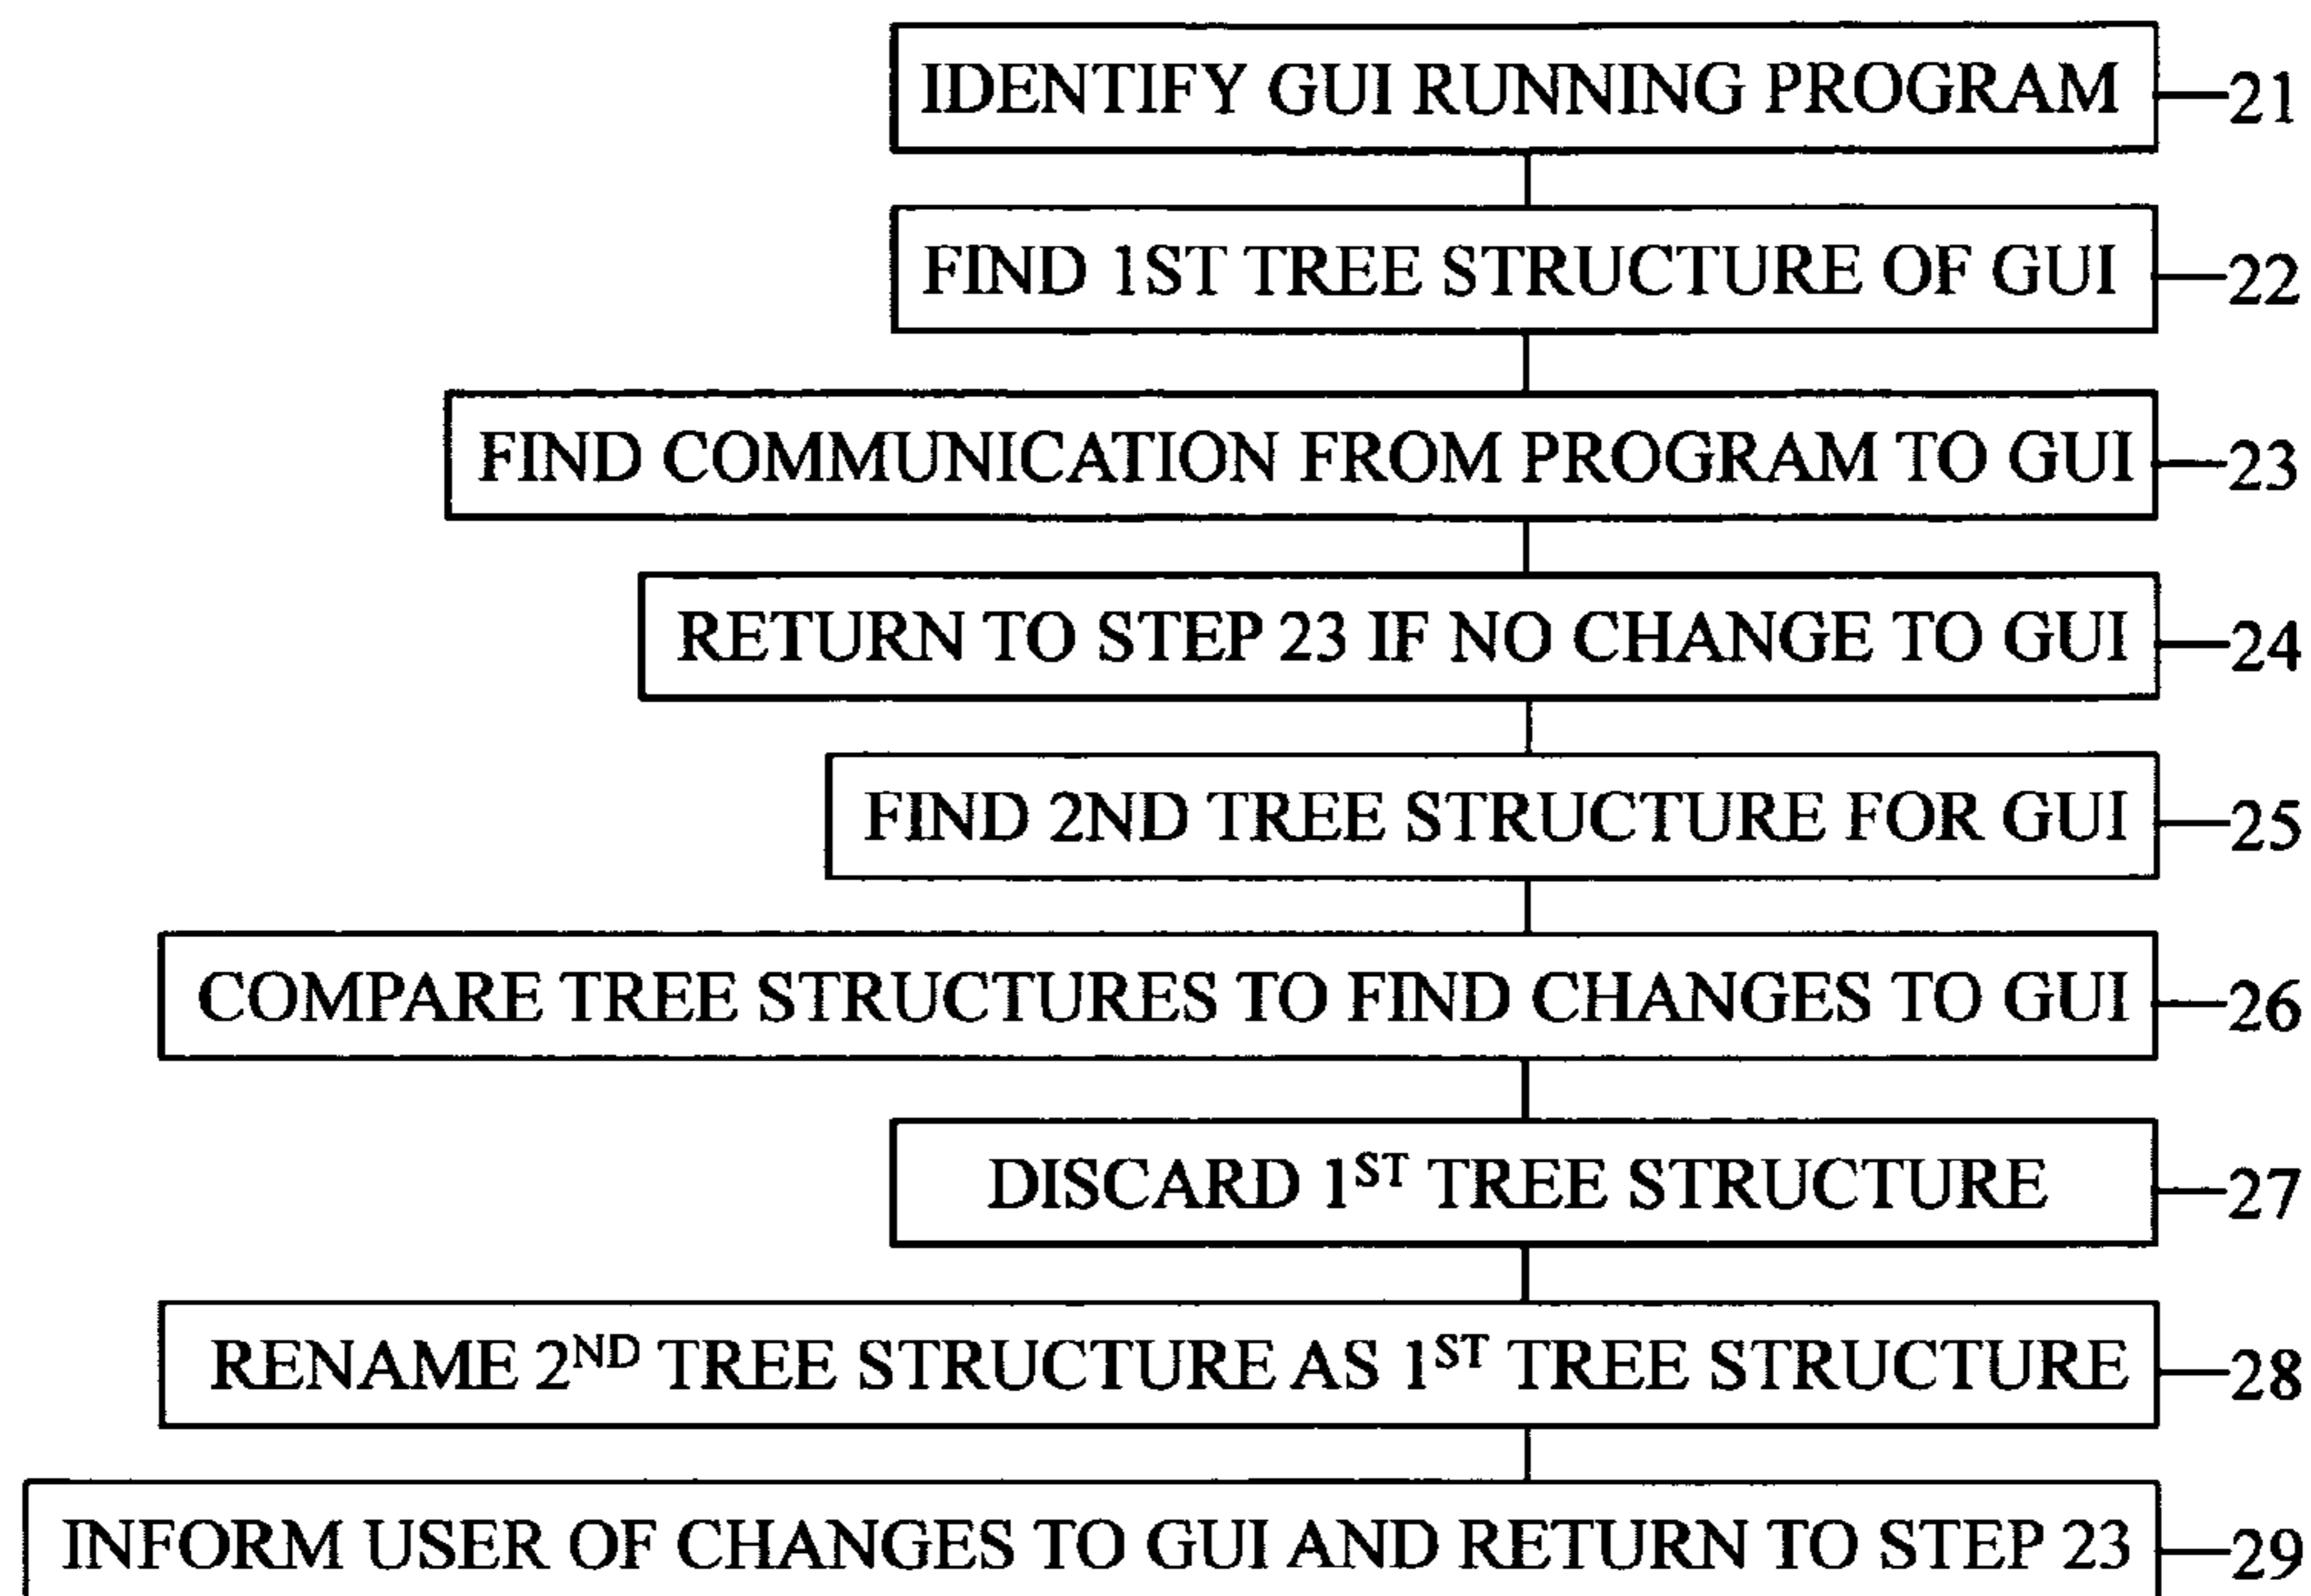 IDENTIFY GUI RUNNING PROGRAM 21
FIND 1ST TREE STRUCTURE OF GUI 22
FIND COMMUNICATION FROM PROGRAM TO GUI 23
RETURN TO STEP 23 IF NO CHANGE TO GUI 24
FIND 2ND TREE STRUCTURE FOR GUI 25
COMPARE TREE STRUCTURES TO FIND CHANGES TO GUI 26
DISCARD 1ST TREE STRUCTURE 27
RENAME 2ND TREE STRUCTURE AS 1ST TREE STRUCTURE 28
INFORM USER OF CHANGES TO GUI AND RETURN TO STEP 23 29